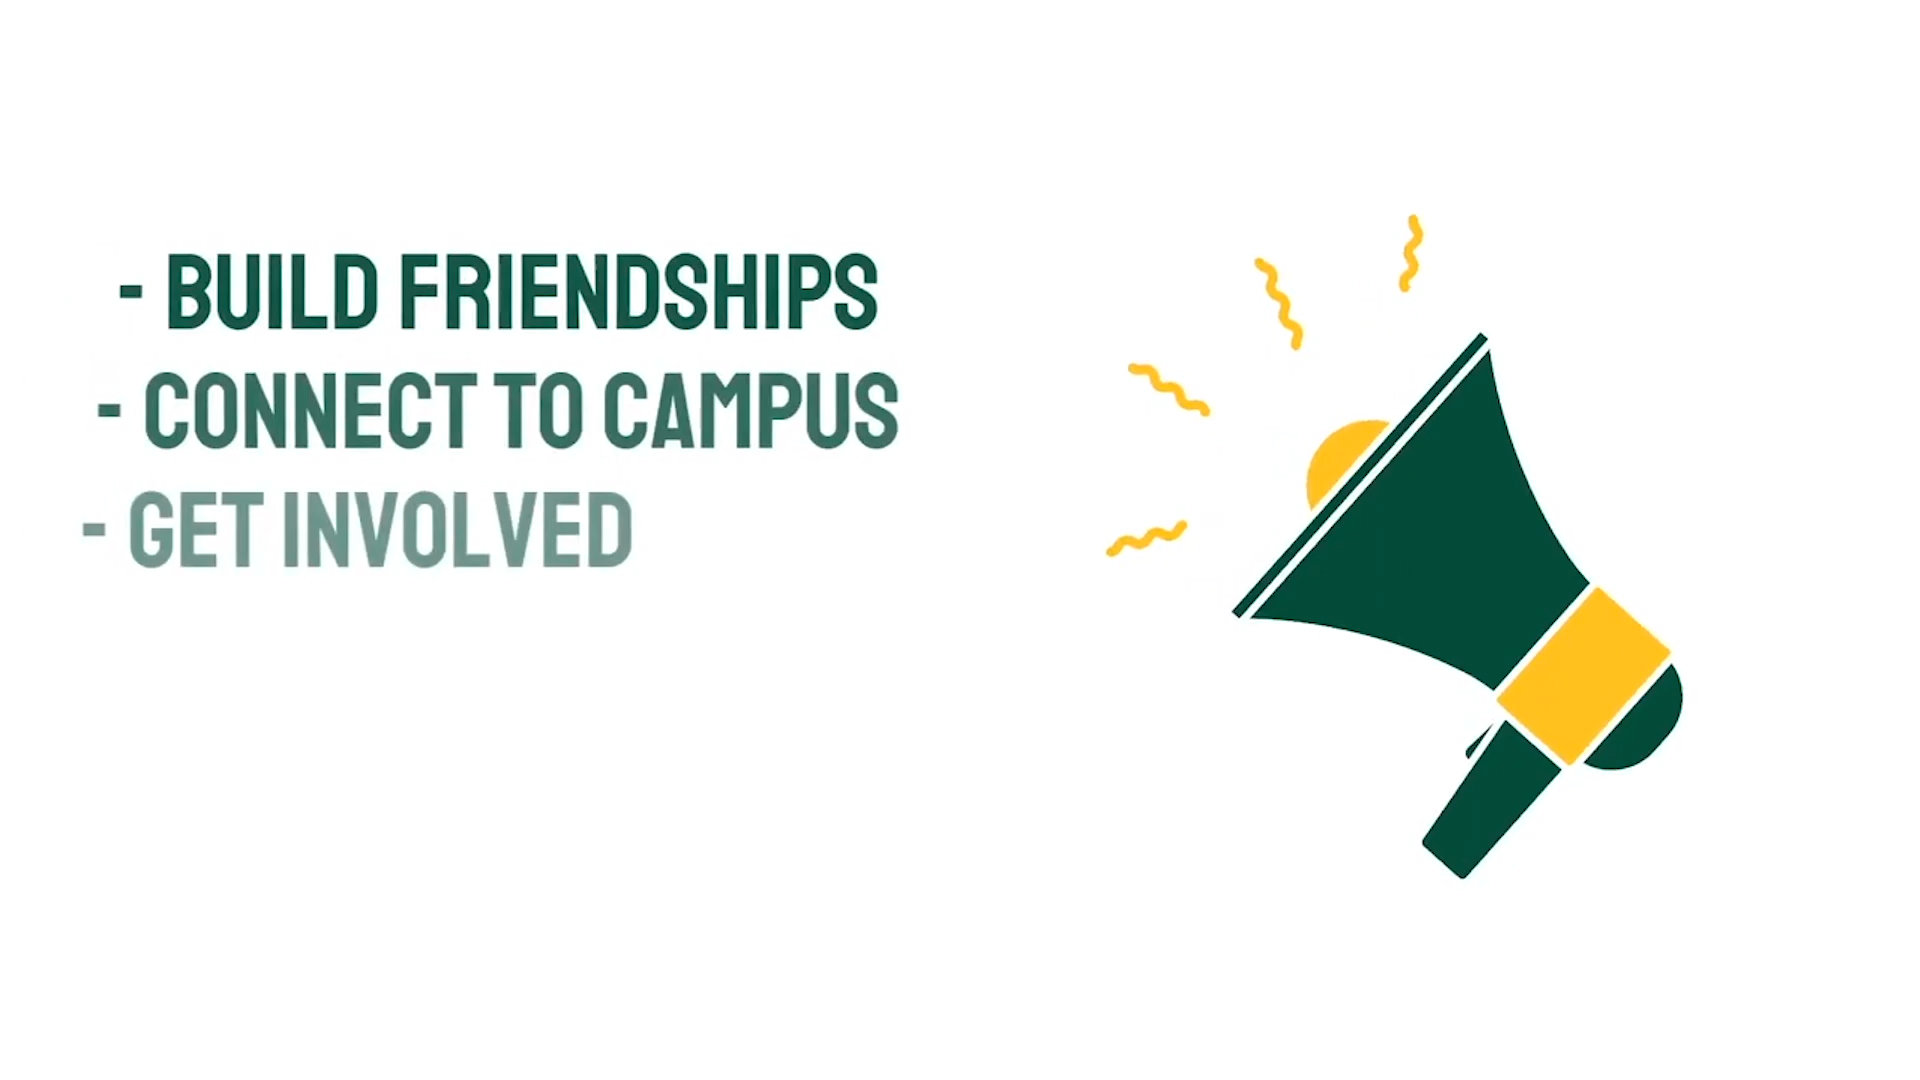 - BUILD FRIENDSHIPS
- CONNECT TO CAMPUS
- GET INVOLVED